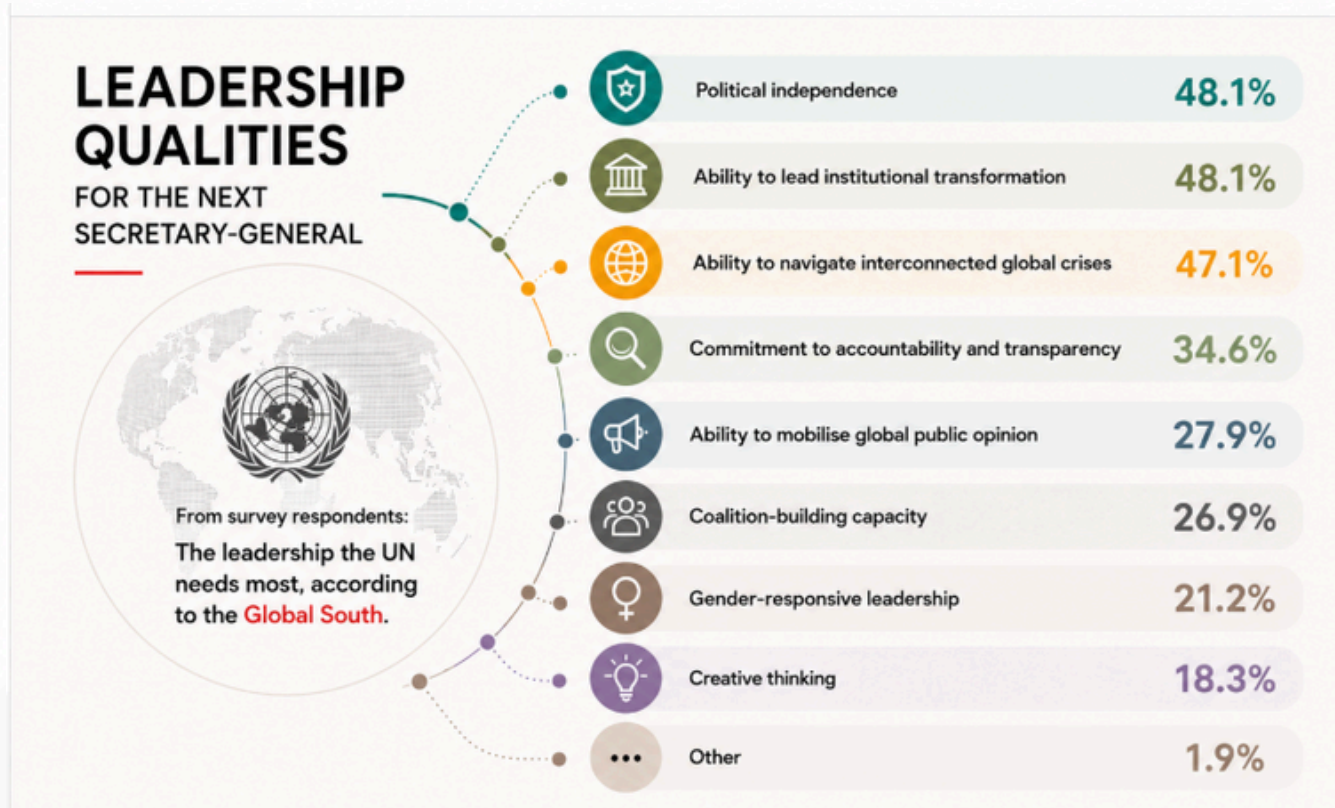 LEADERSHIP
QUALITIES
FOR THE NEXT
SECRETARY-GENERAL
From survey respondents:
The leadership the UN
needs most, according
to the Global South.
Political independence 48.1%
Ability to lead institutional transformation 48.1%
Ability to navigate interconnected global crises 47.1%
Commitment to accountability and transparency 34.6%
Ability to mobilise global public opinion 27.9%
Coalition-building capacity 26.9%
Gender-responsive leadership 21.2%
Creative thinking 18.3%
Other 1.9%